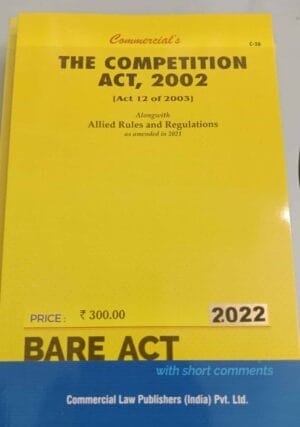 Commercial's
C-56
THE COMPETITION
ACT, 2002
[Act 12 of 2003]
Alongwith
Allied Rules and Regulations
as amended in 2021
PRICE : ₹ 300.00
2022
BARE ACT
with short comments
Commercial Law Publishers (India) Pvt. Ltd.